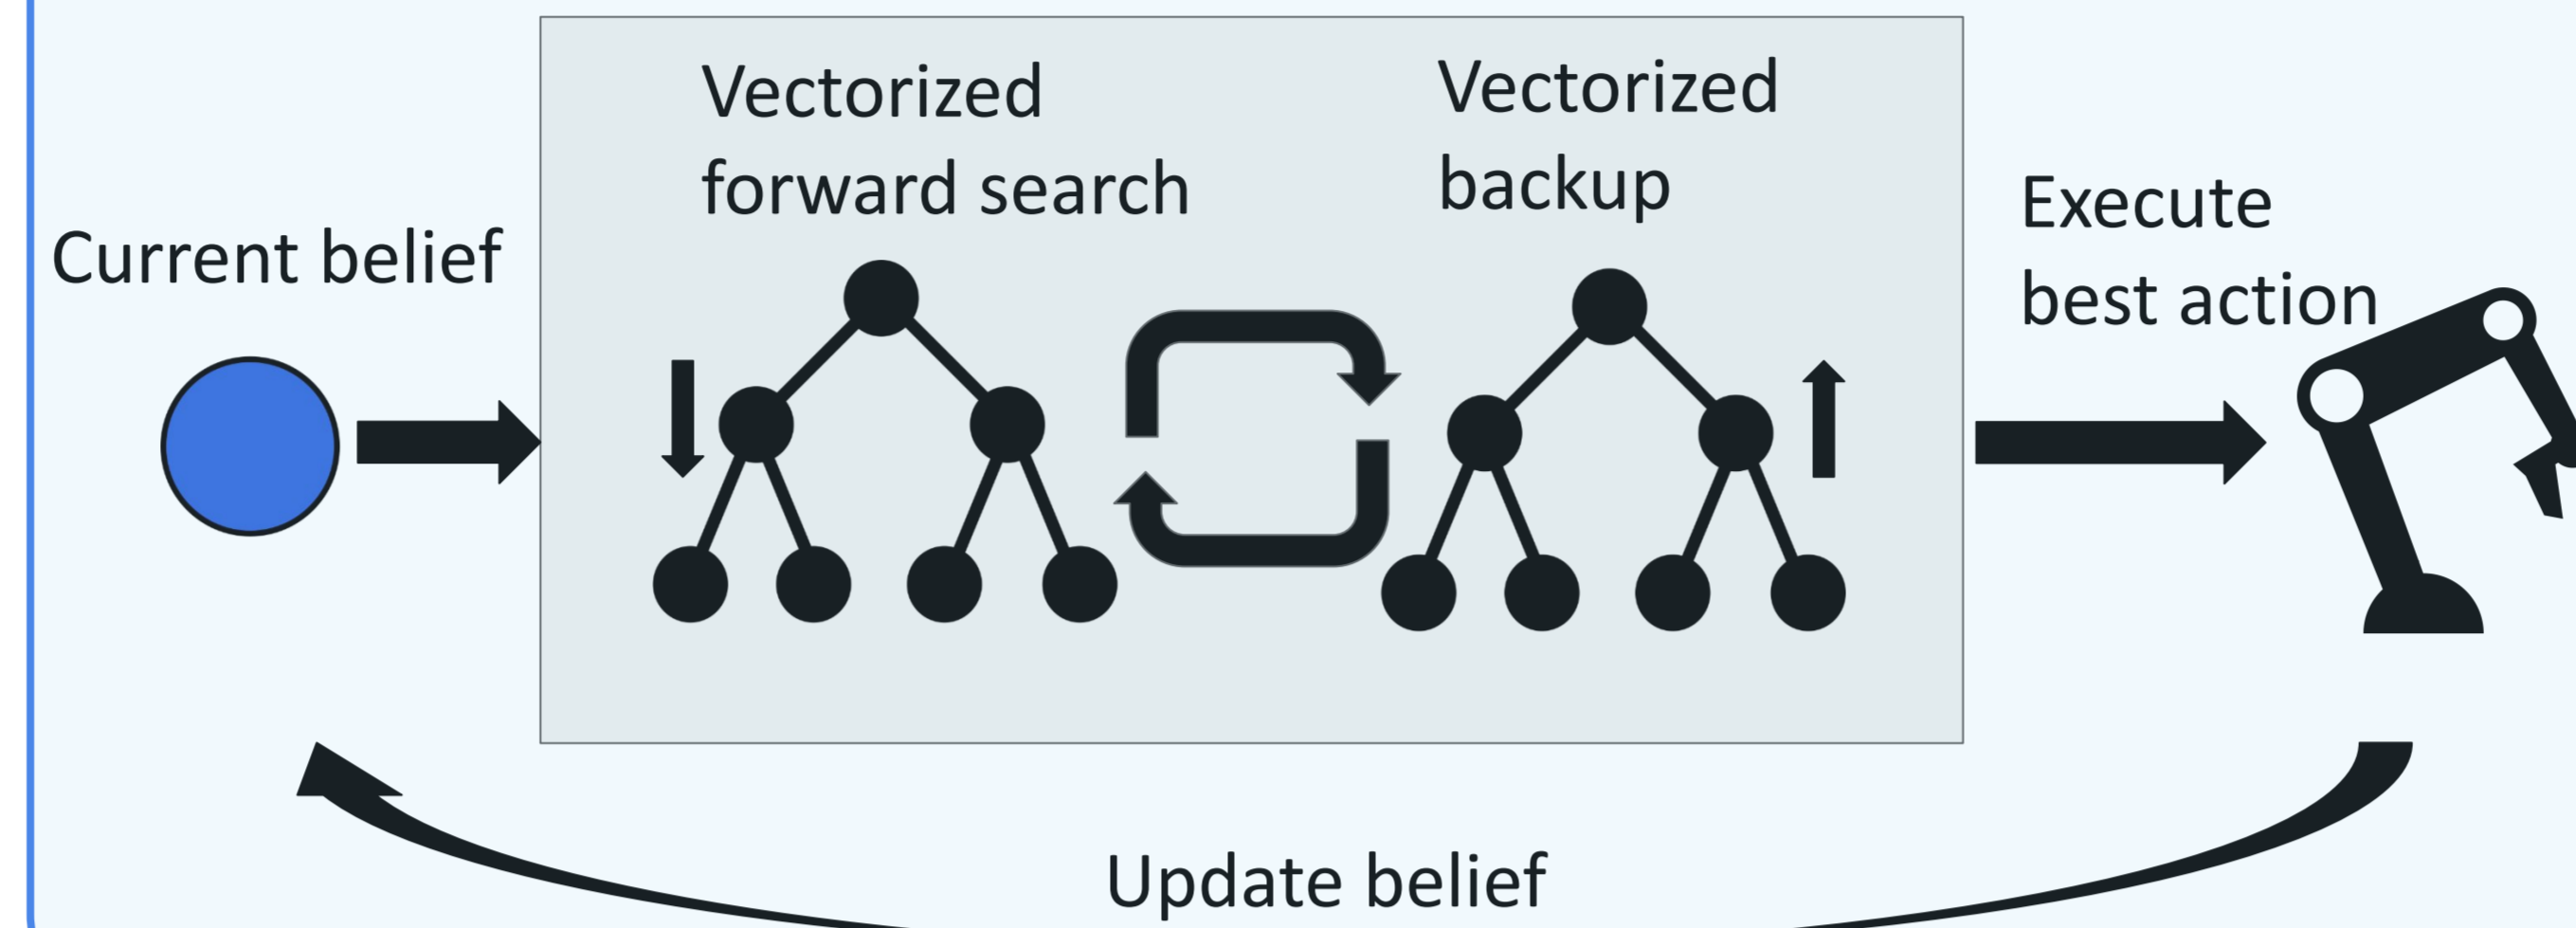 Current belief
Vectorized
forward search
Vectorized
backup
Execute
best action
Update belief